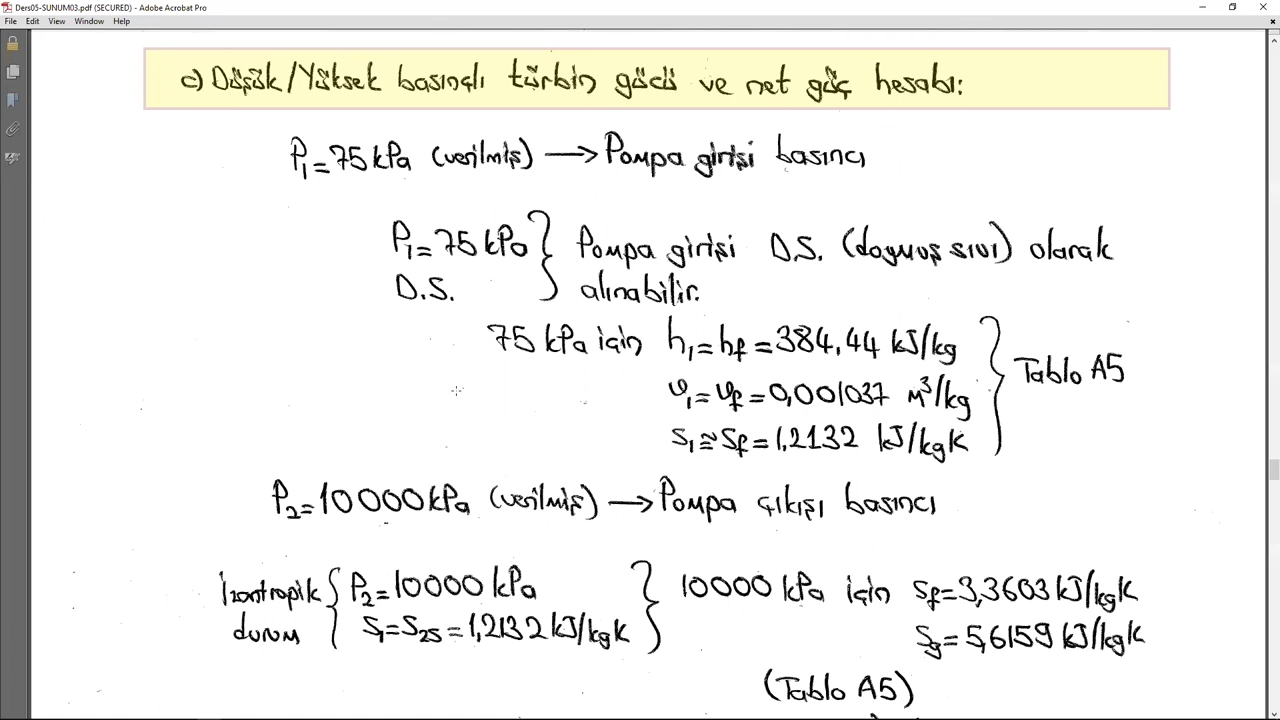 Ders05-SUNUM03.pdf (SECURED) - Adobe Acrobat Pro
File Edit View Window Help
c) Düşük/Yüksek basınçlı türbin gücü ve net güç hesabı:
P₁=75 kPa (verilmiş) → Pompa girişi basıncı
P₁=75 kPa } Pompa girişi D.S. (doymuş sıvı) olarak
D.S. alınabilir.
75 kPa için h₁=hf=384,44 kJ/kg
v₁=vf=0,001037 m³/kg
s₁≅sf=1,2132 kJ/kgK
} Tablo A5
P₂=10000 kPa (verilmiş) → Pompa çıkışı basıncı
İzontropik { P₂=10000 kPa } 10000 kPa için sf=3,3603 kJ/kgK
durum s₁=s₂s=1,2132 kJ/kgK sg=5,6159 kJ/kgK
(Tablo A5)